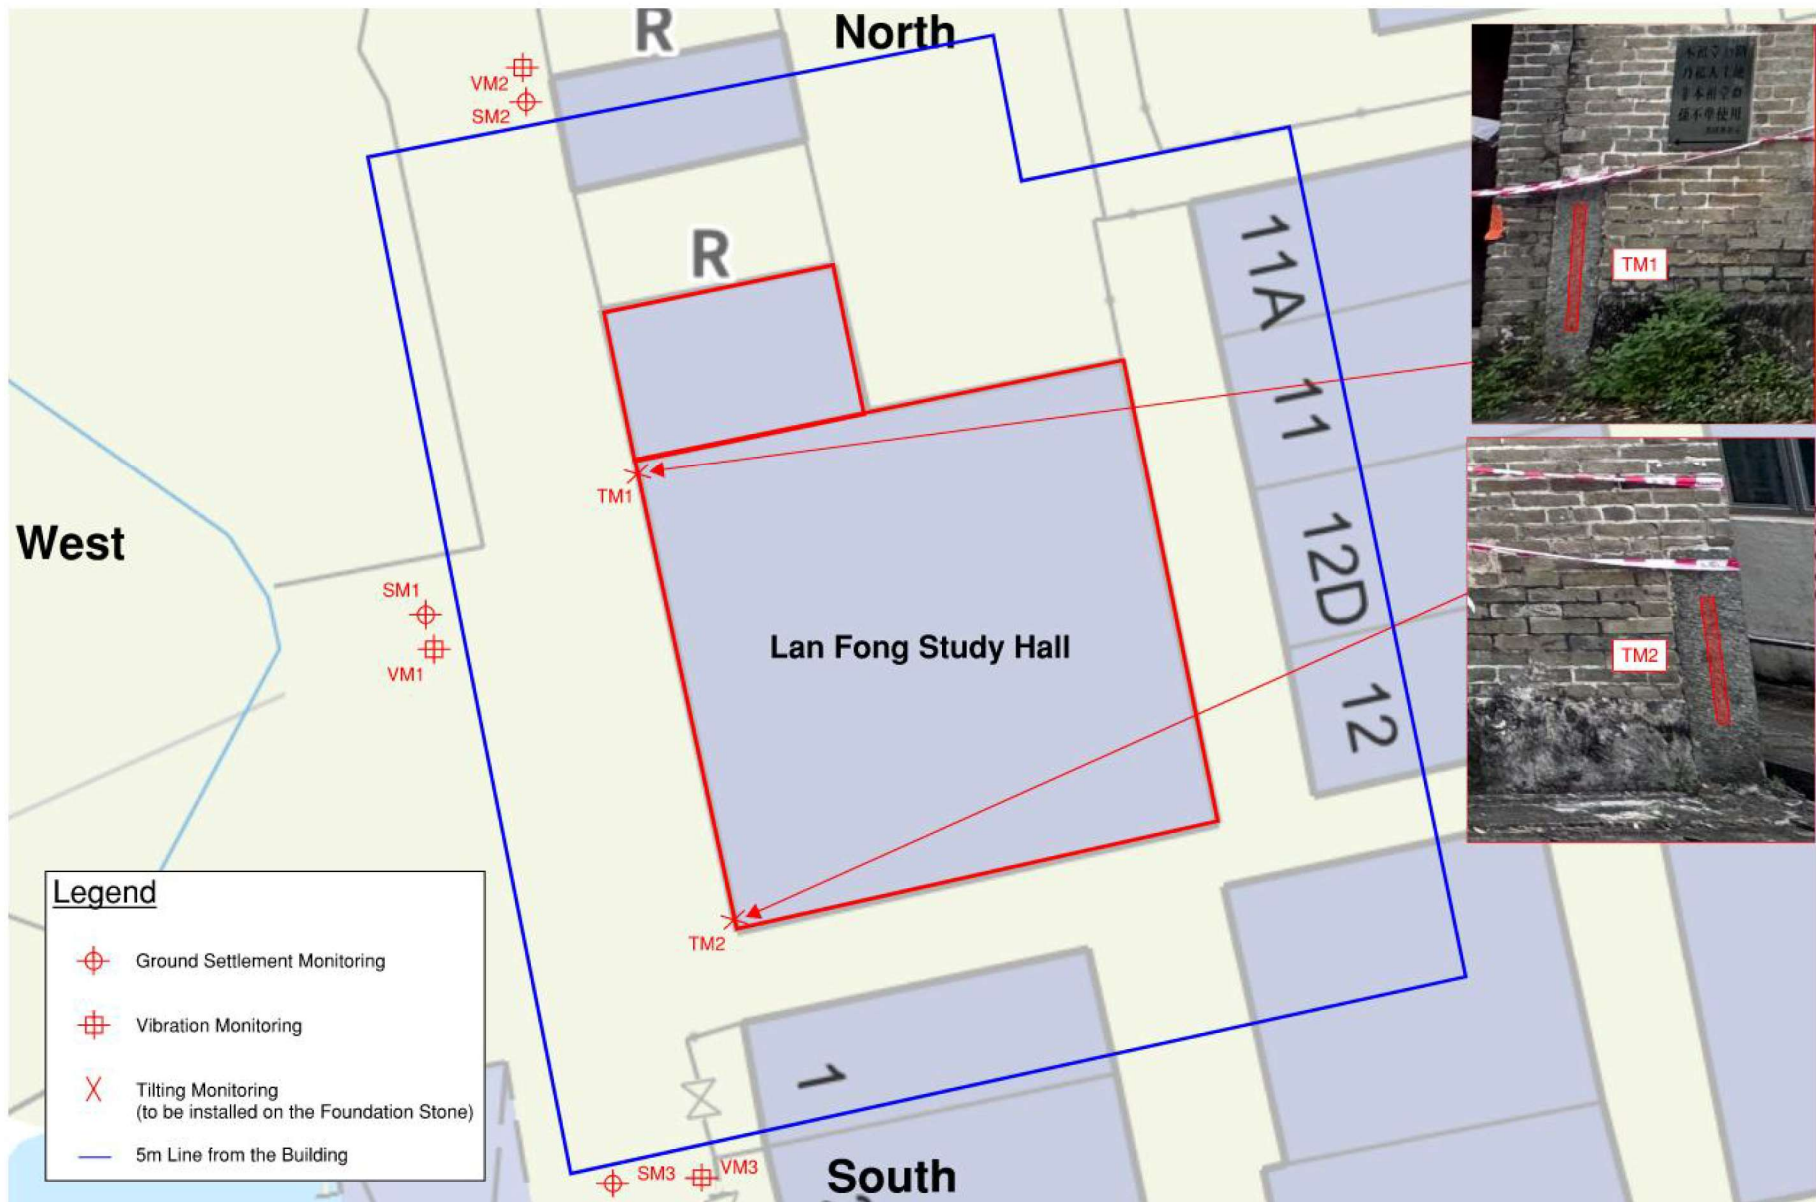 North
R
VM2
SM2
R
11A
11
12D
12
TM1
West
SM1
VM1
Lan Fong Study Hall
TM2
1
SM3
VM3
South
Legend
Ground Settlement Monitoring
Vibration Monitoring
Tilting Monitoring
(to be installed on the Foundation Stone)
5m Line from the Building
TM1
TM2